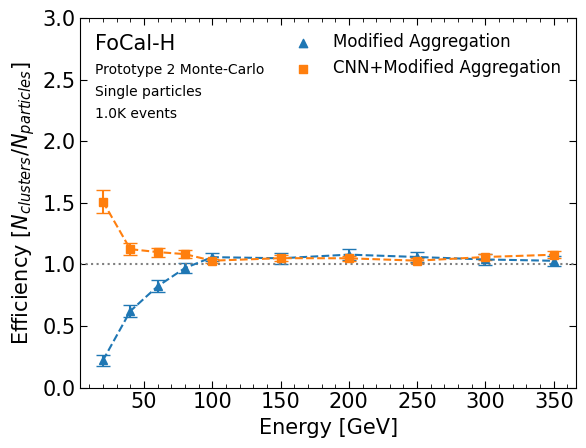 FoCal-H
Prototype 2 Monte-Carlo
Single particles
1.0K events
Modified Aggregation
CNN+Modified Aggregation
Efficiency [N_clusters/N_particles]
3.0
2.5
2.0
1.5
1.0
0.5
0.0
50 100 150 200 250 300 350
Energy [GeV]